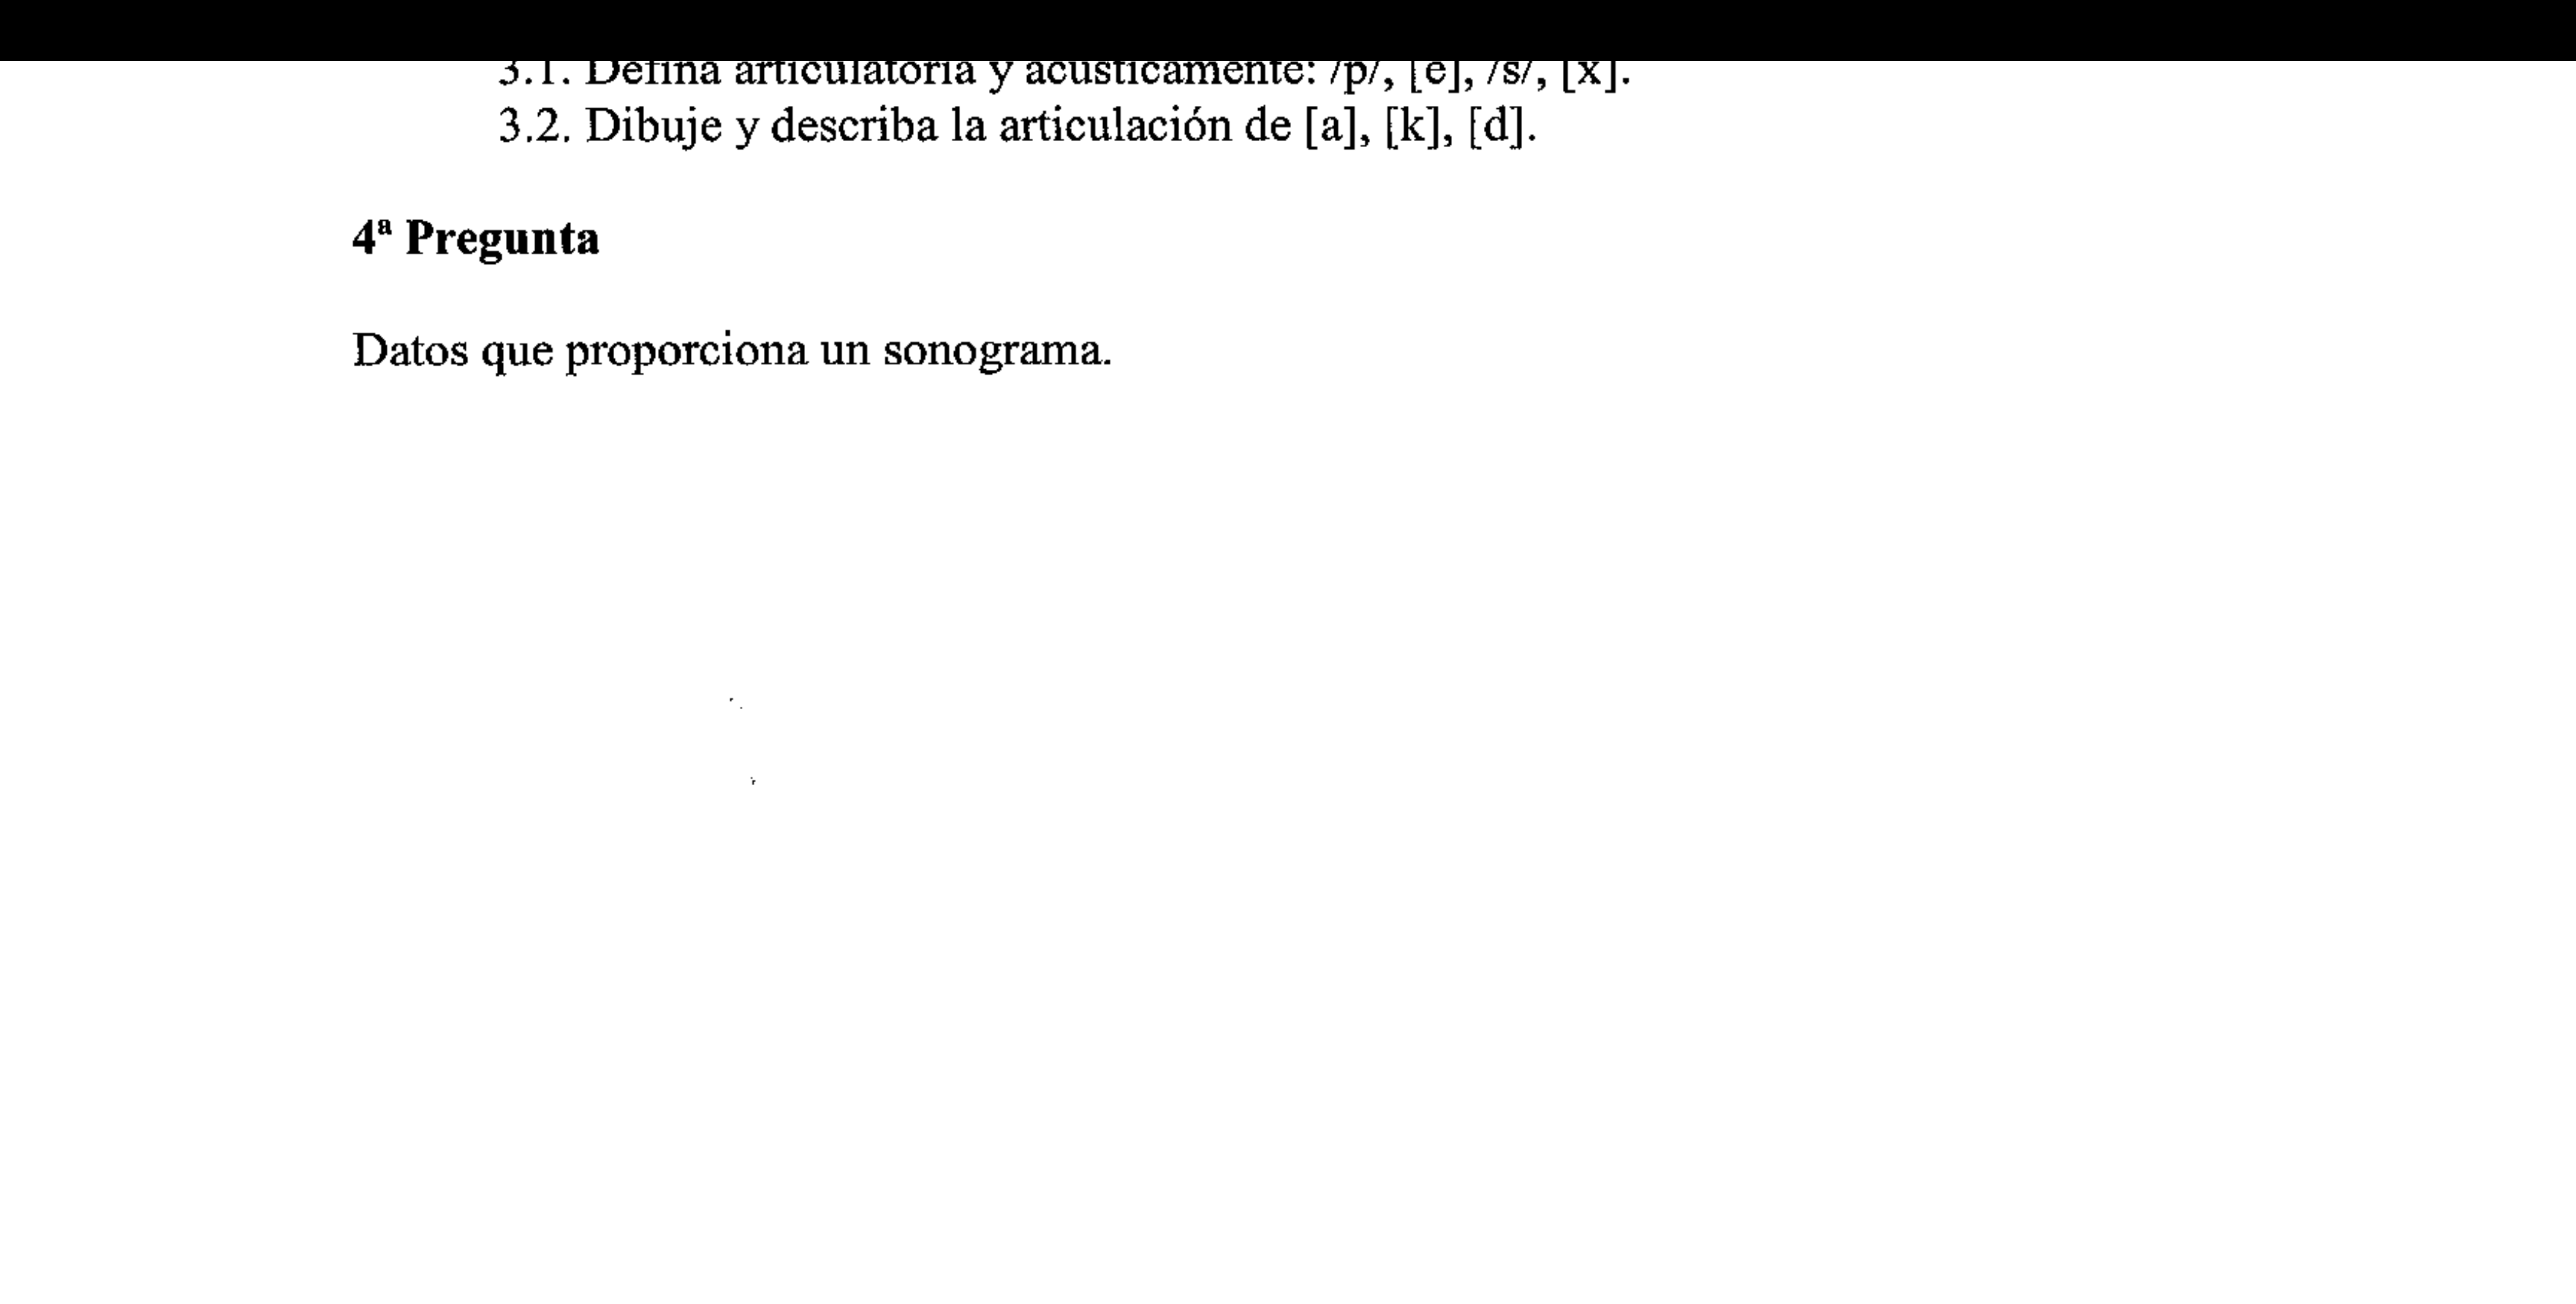 3.1. Defina articulatoria y acústicamente: /p/, [e], /s/, [x].
3.2. Dibuje y describa la articulación de [a], [k], [d].
4ª Pregunta
Datos que proporciona un sonograma.